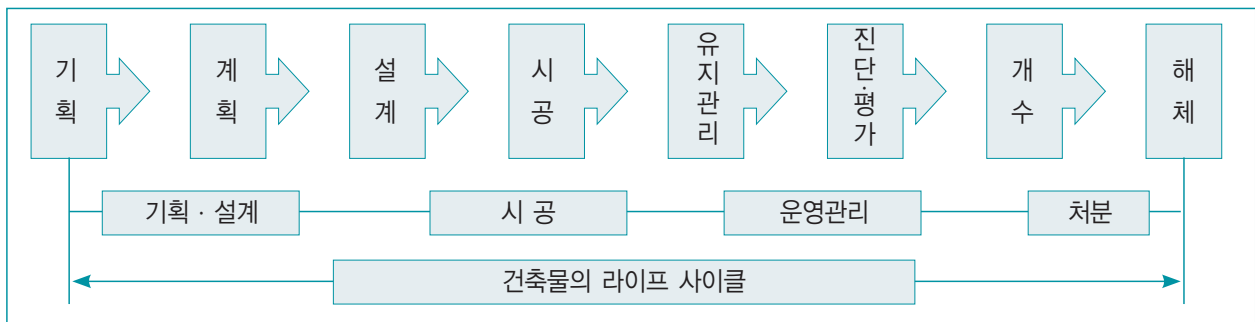 기획
계획
설계
시공
유지관리
진단·평가
개수
해체
기획 · 설계
시 공
운영관리
처분
건축물의 라이프 사이클